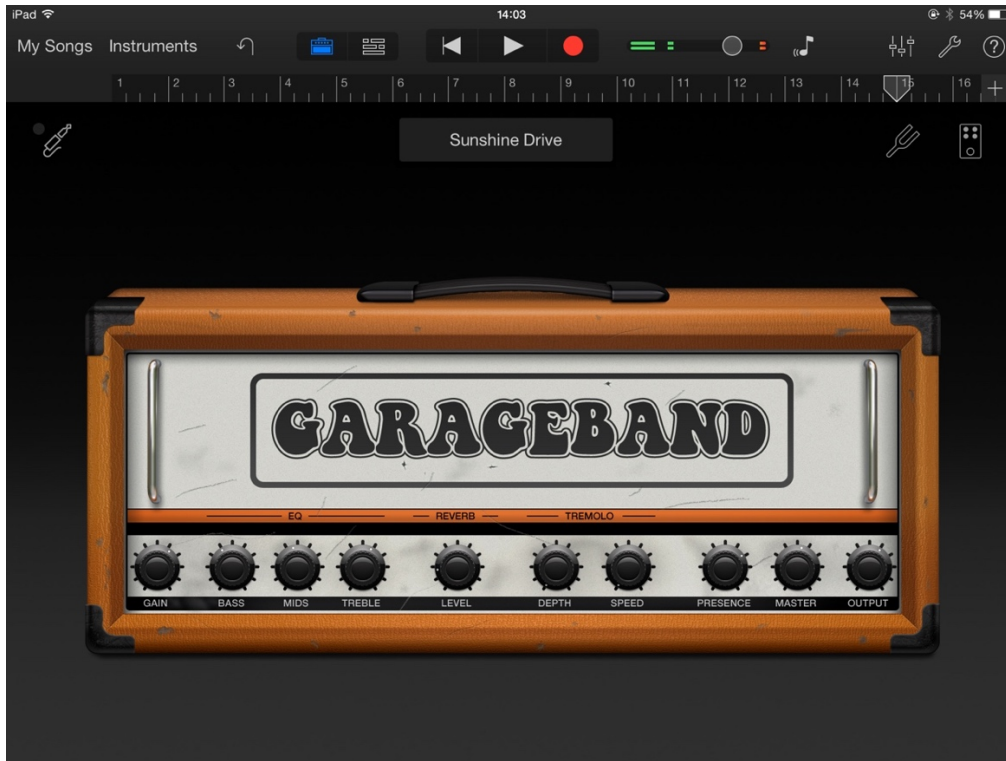 iPad 14:03 54%
My Songs Instruments ?
1 2 3 4 5 6 7 8 9 10 11 12 13 14 15 16 +
Sunshine Drive
GARAGEBAND
EQ REVERB TREMOLO
GAIN BASS MIDS TREBLE LEVEL DEPTH SPEED PRESENCE MASTER OUTPUT